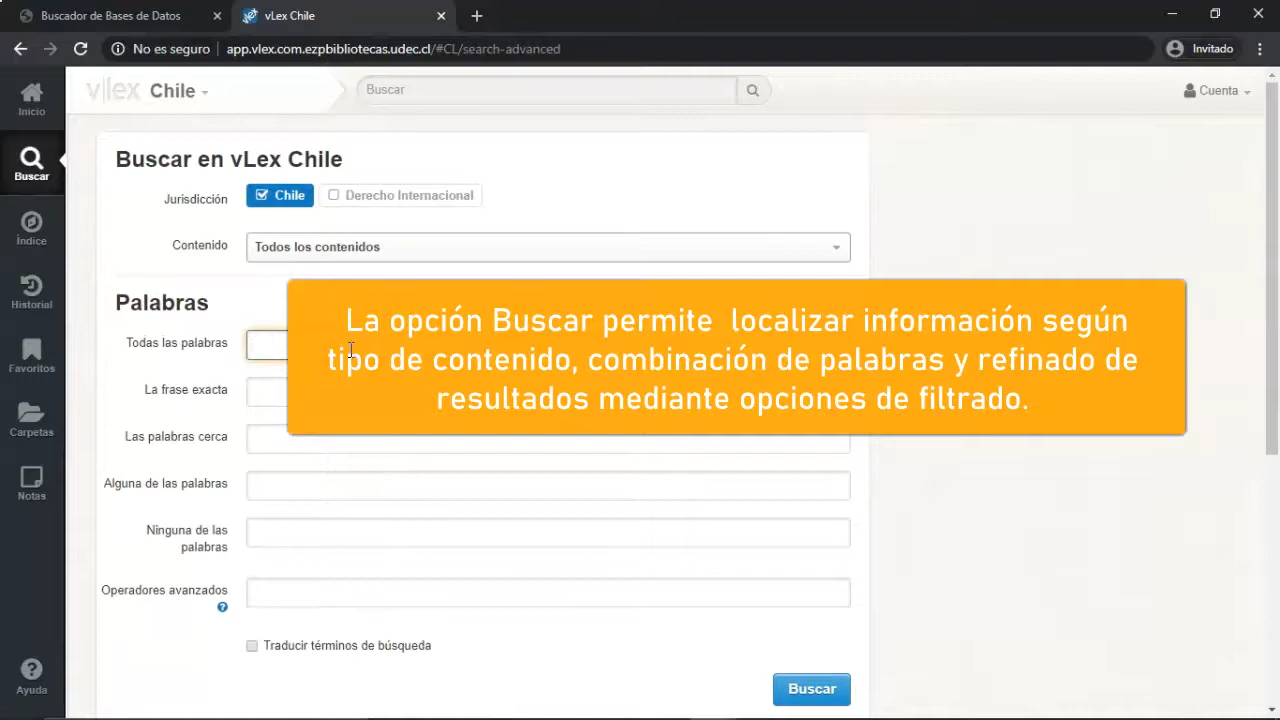 Buscador de Bases de Datos
vLex Chile
No es seguro
app.vlex.com.ezpbibliotecas.udec.cl/#CL/search-advanced
Invitado
vlex Chile
Buscar
Cuenta
Inicio
Buscar
Índice
Historial
Favoritos
Carpetas
Notas
Ayuda
Buscar en vLex Chile
Jurisdicción
Chile
Derecho Internacional
Contenido
Todos los contenidos
Palabras
Todas las palabras
La frase exacta
Las palabras cerca
Alguna de las palabras
Ninguna de las
palabras
Operadores avanzados
?
Traducir términos de búsqueda
Buscar
La opción Buscar permite localizar información según
tipo de contenido, combinación de palabras y refinado de
resultados mediante opciones de filtrado.